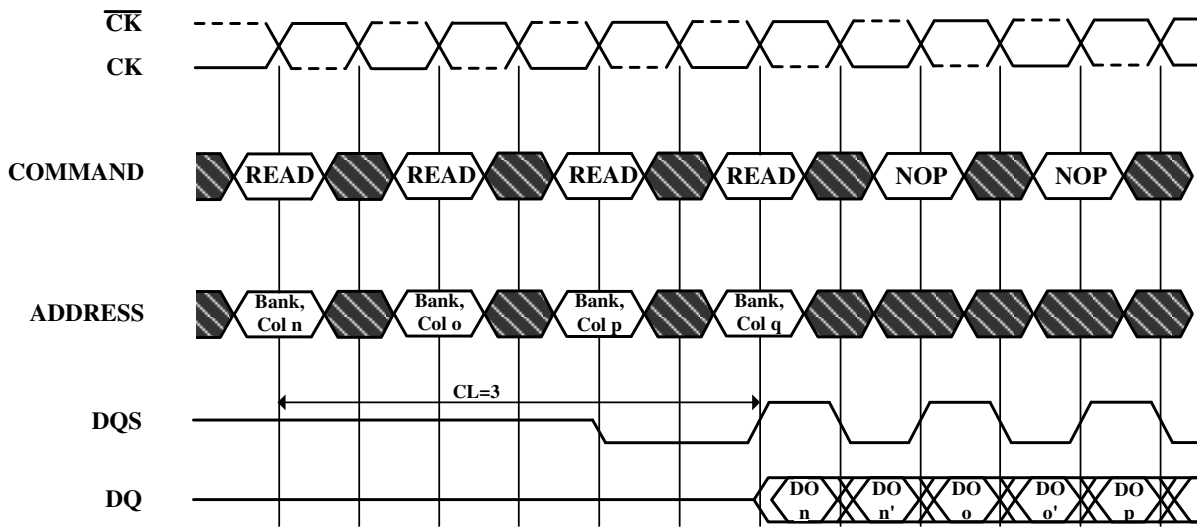 CK
CK
COMMAND
READ READ READ READ NOP NOP
ADDRESS
Bank, Col n
Bank, Col o
Bank, Col p
Bank, Col q
CL=3
DQS
DQ
DO n
DO n'
DO o
DO o'
DO p